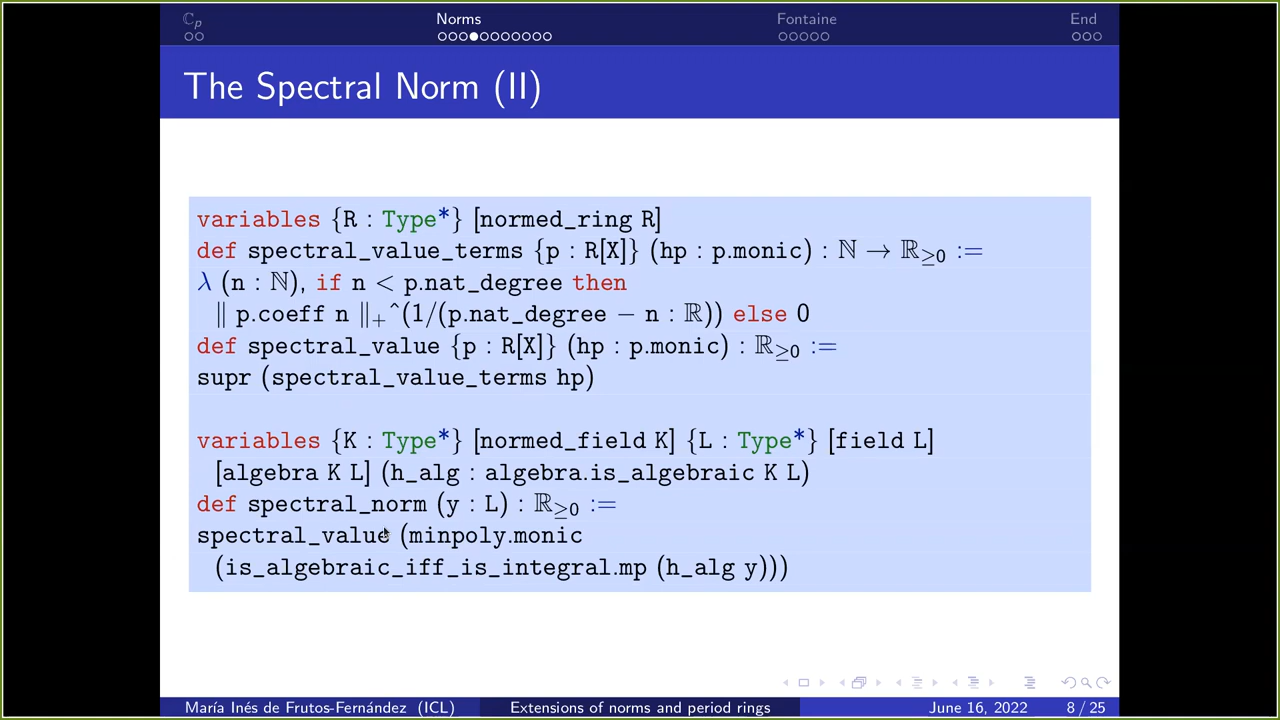 ℂₚ Norms Fontaine End
The Spectral Norm (II)
variables {R : Type*} [normed_ring R]
def spectral_value_terms {p : R[X]} (hp : p.monic) : ℕ → ℝ≥0 :=
λ (n : ℕ), if n < p.nat_degree then
‖ p.coeff n ‖₊^(1/(p.nat_degree − n : ℝ)) else 0
def spectral_value {p : R[X]} (hp : p.monic) : ℝ≥0 :=
supr (spectral_value_terms hp)
variables {K : Type*} [normed_field K] {L : Type*} [field L]
[algebra K L] (h_alg : algebra.is_algebraic K L)
def spectral_norm (y : L) : ℝ≥0 :=
spectral_value (minpoly.monic
(is_algebraic_iff_is_integral.mp (h_alg y)))
María Inés de Frutos-Fernández (ICL) Extensions of norms and period rings June 16, 2022 8 / 25